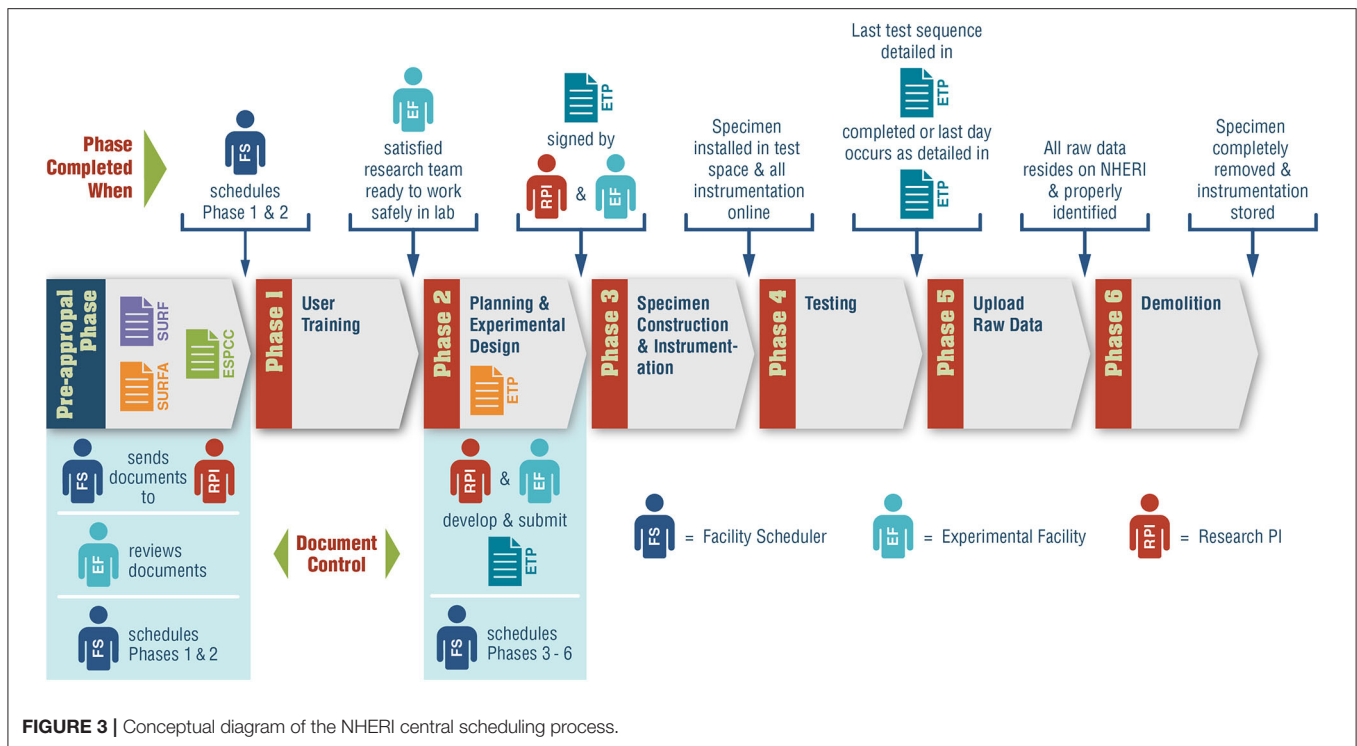 Phase
Completed
When
FS
schedules
Phase 1 & 2
EF
satisfied
research team
ready to work
safely in lab
ETP
signed by
RPI
&
EF
Specimen
installed in test
space & all
instrumentation
online
Last test sequence
detailed in
ETP
completed or last day
occurs as detailed in
ETP
All raw data
resides on NHERI
& properly
identified
Specimen
completely
removed &
instrumentation
stored
Pre-appropal
Phase
SURF
SURFA
ESPCC
Phase 1
User
Training
Phase 2
Planning &
Experimental
Design
ETP
Phase 3
Specimen
Construction
& Instrument-
ation
Phase 4
Testing
Phase 5
Upload
Raw Data
Phase 6
Demolition
FS
sends
documents
to
RPI
EF
reviews
documents
FS
schedules
Phases 1 & 2
Document
Control
RPI
&
EF
develop & submit
ETP
FS
schedules
Phases 3 - 6
FS
= Facility Scheduler
EF
= Experimental Facility
RPI
= Research PI
FIGURE 3 | Conceptual diagram of the NHERI central scheduling process.